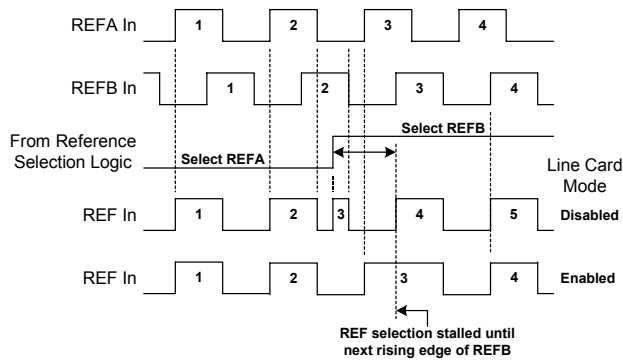 REFA In 1 2 3 4
REFB In 1 2 3 4
From Reference
Selection Logic
Select REFA
Select REFB
Line Card
Mode
REF In 1 2 3 4 5 Disabled
REF In 1 2 3 4 Enabled
REF selection stalled until
next rising edge of REFB